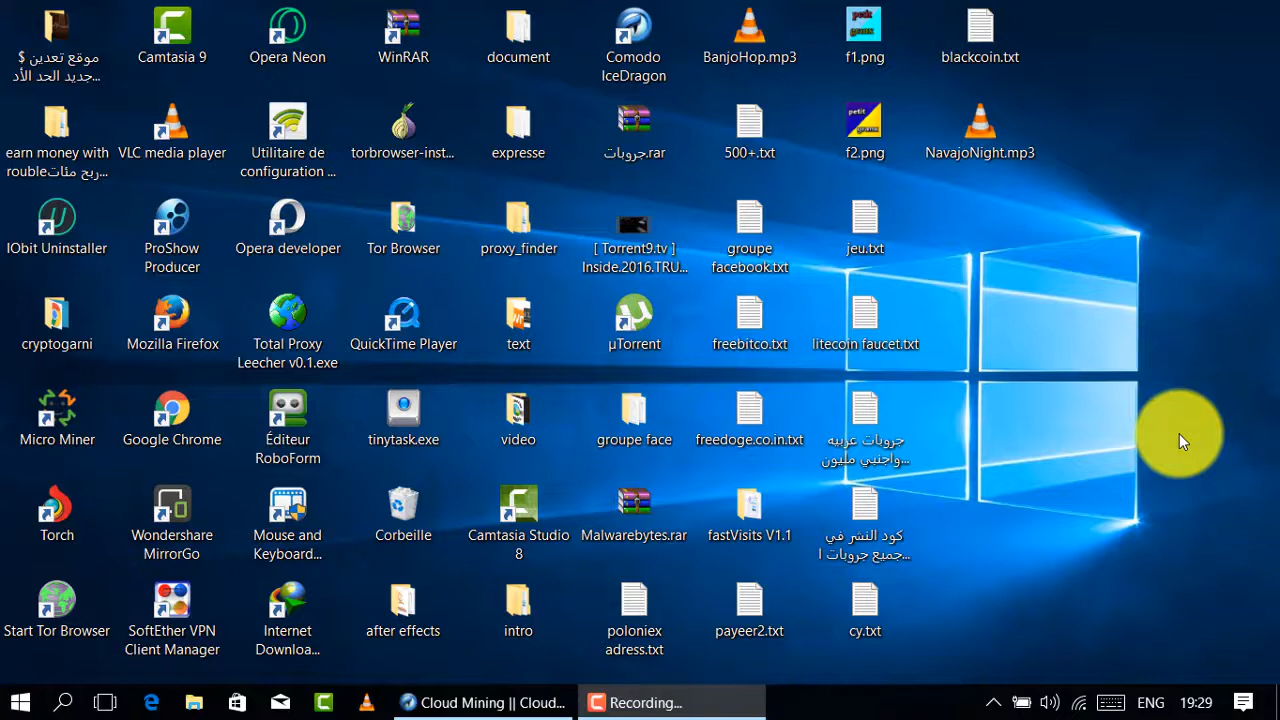 موقع تعدين $
جديد الحد الأد...
Camtasia 9
Opera Neon
WinRAR
document
Comodo
IceDragon
BanjoHop.mp3
petit
genux
f1.png
blackcoin.txt
earn money with
rouble ربح مئات...
VLC media player
Utilitaire de
configuration ...
torbrowser-inst...
expresse
جروبات.rar
500+.txt
petit
genux
f2.png
NavajoNight.mp3
IObit Uninstaller
ProShow
Producer
Opera developer
Tor Browser
proxy_finder
[ Torrent9.tv ]
Inside.2016.TRU...
groupe
facebook.txt
jeu.txt
cryptogarni
Mozilla Firefox
Total Proxy
Leecher v0.1.exe
QuickTime Player
text
µTorrent
freebitco.txt
litecoin faucet.txt
Micro Miner
Google Chrome
Éditeur
RoboForm
tinytask.exe
video
groupe face
freedoge.co.in.txt
جروبات عربيه
واجنبي مليون...
Torch
Wondershare
MirrorGo
Mouse and
Keyboard...
Corbeille
Camtasia Studio
8
Malwarebytes.rar
fastVisits V1.1
كود النشر في
جميع جروبات ا...
Start Tor Browser
SoftEther VPN
Client Manager
Internet
Downloa...
after effects
intro
poloniex
adress.txt
payeer2.txt
cy.txt
Cloud Mining || Cloud...
Recording...
ENG
19:29